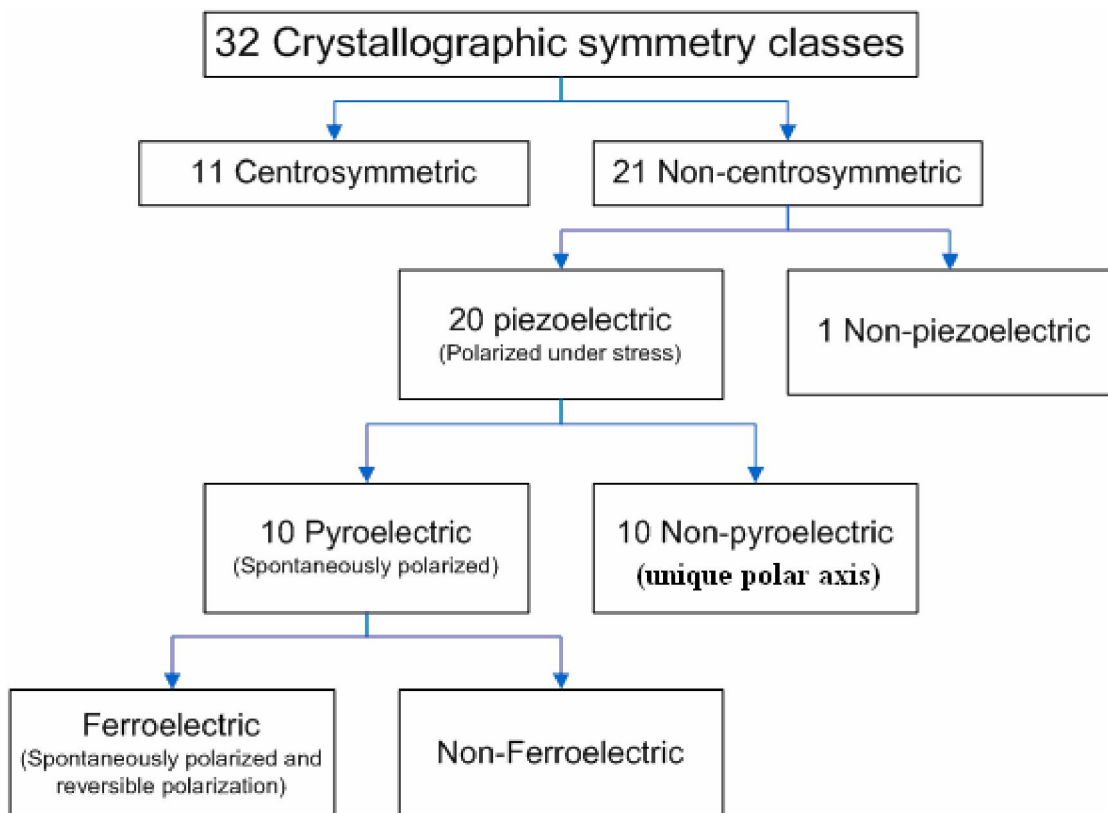 32 Crystallographic symmetry classes
11 Centrosymmetric
21 Non-centrosymmetric
20 piezoelectric
(Polarized under stress)
1 Non-piezoelectric
10 Pyroelectric
(Spontaneously polarized)
10 Non-pyroelectric
(unique polar axis)
Ferroelectric
(Spontaneously polarized and
reversible polarization)
Non-Ferroelectric